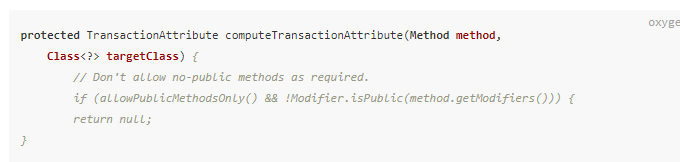 oxyge
protected TransactionAttribute computeTransactionAttribute(Method method,
Class<?> targetClass) {
// Don't allow no-public methods as required.
if (allowPublicMethodsOnly() && !Modifier.isPublic(method.getModifiers())) {
return null;
}